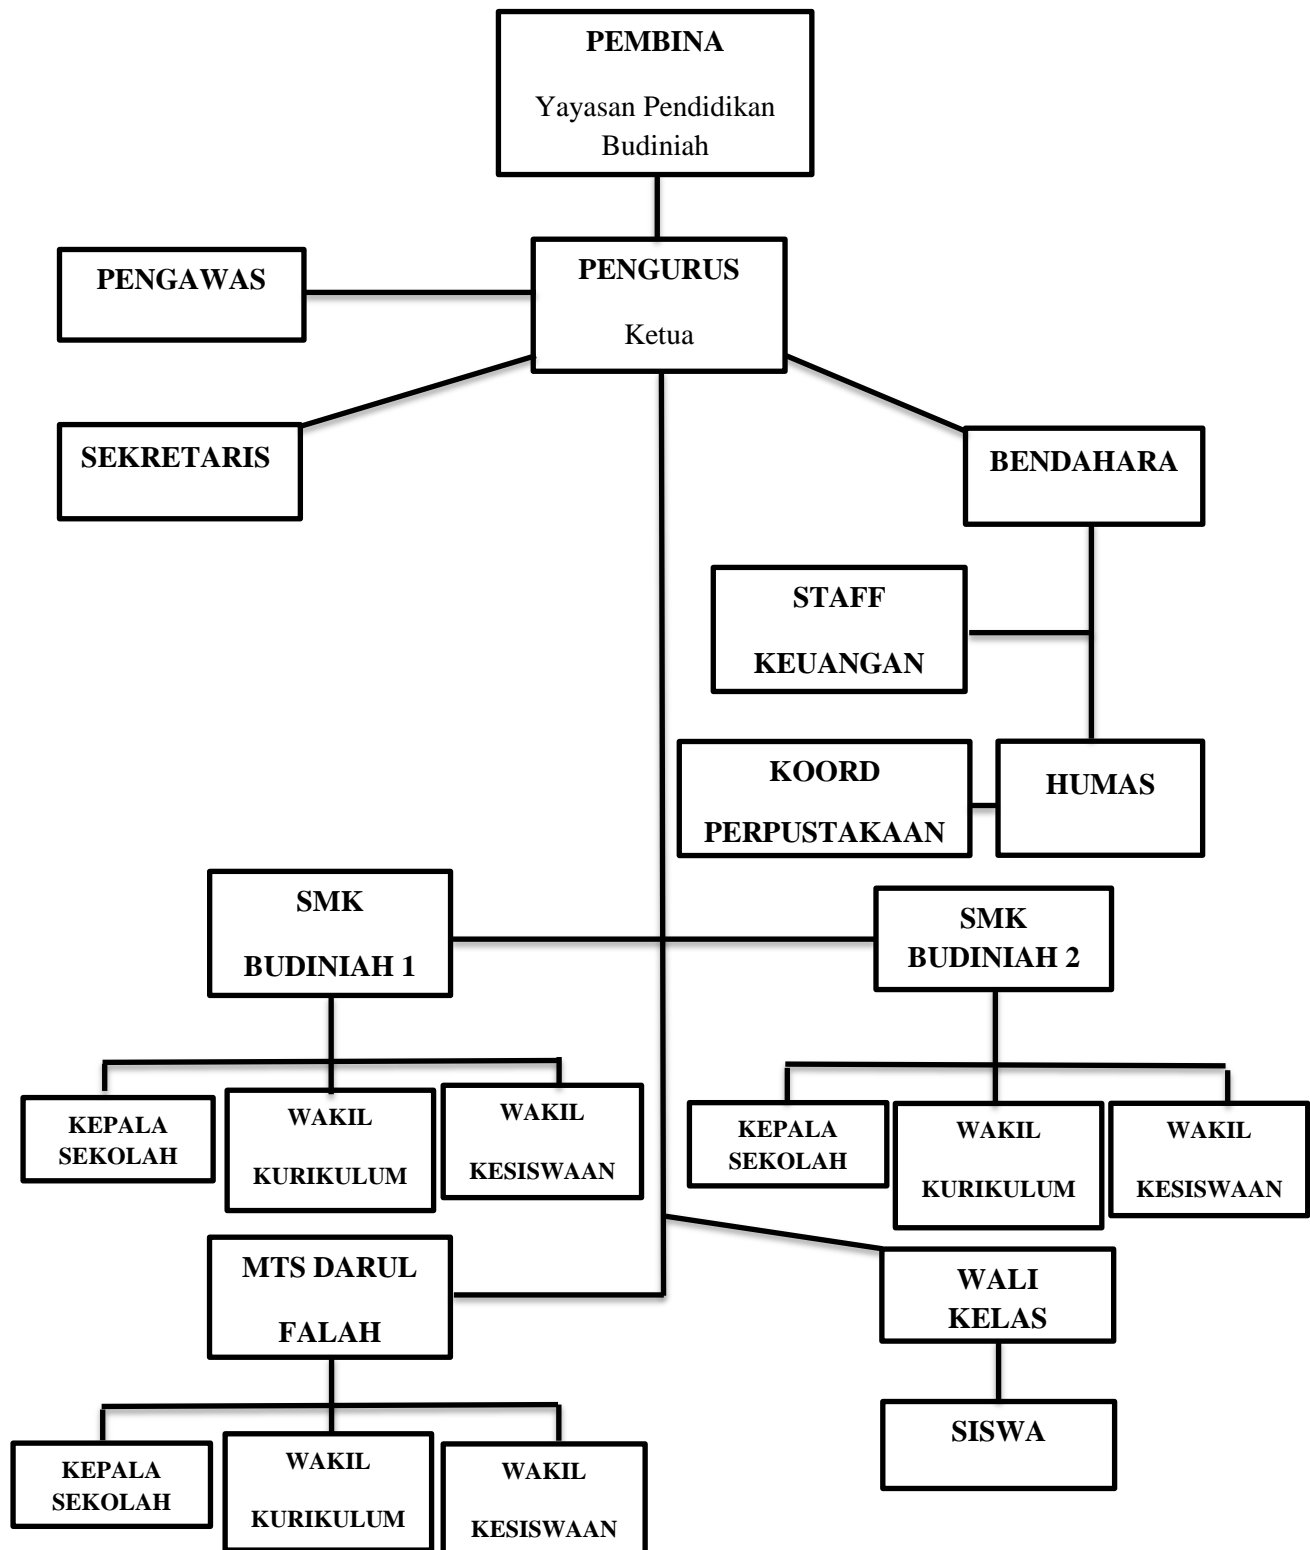 PEMBINA
Yayasan Pendidikan
Budiniah
PENGAWAS
PENGURUS
Ketua
SEKRETARIS
BENDAHARA
STAFF
KEUANGAN
KOORD
PERPUSTAKAAN
HUMAS
SMK
BUDINIAH 1
SMK
BUDINIAH 2
KEPALA
SEKOLAH
WAKIL
KURIKULUM
WAKIL
KESISWAAN
KEPALA
SEKOLAH
WAKIL
KURIKULUM
WAKIL
KESISWAAN
MTS DARUL
FALAH
WALI
KELAS
SISWA
KEPALA
SEKOLAH
WAKIL
KURIKULUM
WAKIL
KESISWAAN